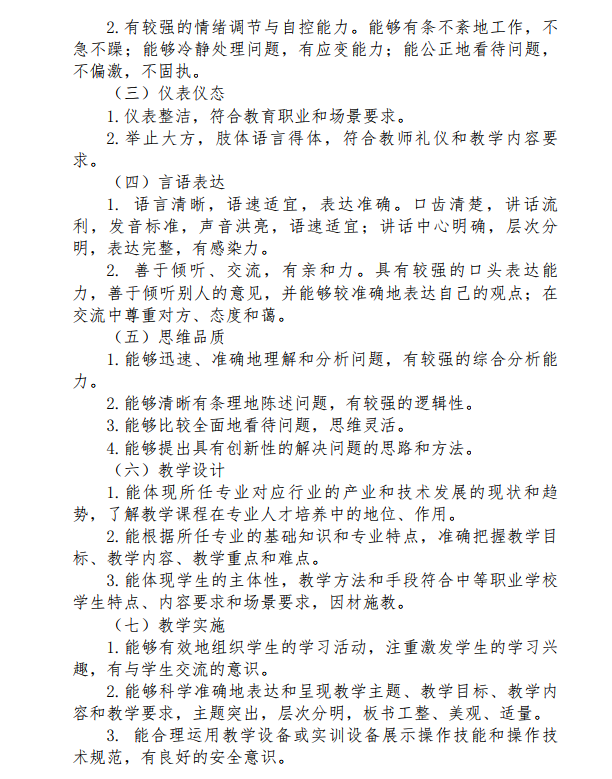 2.有较强的情绪调节与自控能力。能够有条不紊地工作，不
急不躁；能够冷静处理问题，有应变能力；能公正地看待问题，
不偏激，不固执。
（三）仪表仪态
1.仪表整洁，符合教育职业和场景要求。
2.举止大方，肢体语言得体，符合教师礼仪和教学内容要
求。
（四）言语表达
1. 语言清晰，语速适宜，表达准确。口齿清楚，讲话流
利，发音标准，声音洪亮，语速适宜；讲话中心明确，层次分
明，表达完整，有感染力。
2. 善于倾听、交流，有亲和力。具有较强的口头表达能
力，善于倾听别人的意见，并能够较准确地表达自己的观点；在
交流中尊重对方、态度和蔼。
（五）思维品质
1.能够迅速、准确地理解和分析问题，有较强的综合分析能
力。
2.能够清晰有条理地陈述问题，有较强的逻辑性。
3.能够比较全面地看待问题，思维灵活。
4.能够提出具有创新性的解决问题的思路和方法。
（六）教学设计
1.能体现所任专业对应行业的产业和技术发展的现状和趋
势，了解教学课程在专业人才培养中的地位、作用。
2.能根据所任专业的基础知识和专业特点，准确把握教学目
标、教学内容、教学重点和难点。
3.能体现学生的主体性，教学方法和手段符合中等职业学校
学生特点、内容要求和场景要求，因材施教。
（七）教学实施
1.能够有效地组织学生的学习活动，注重激发学生的学习兴
趣，有与学生交流的意识。
2.能够科学准确地表达和呈现教学主题、教学目标、教学内
容和教学要求，主题突出，层次分明，板书工整、美观、适量。
3. 能合理运用教学设备或实训设备展示操作技能和操作技
术规范，有良好的安全意识。